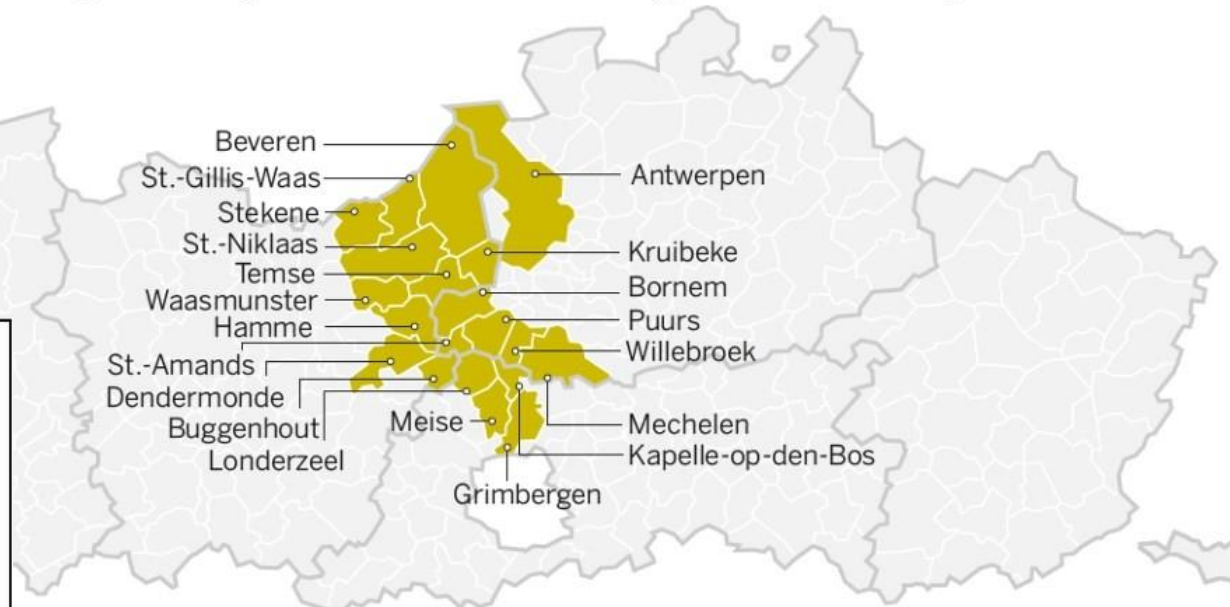 Beveren
St.-Gillis-Waas
Stekene
St.-Niklaas
Temse
Waasmunster
Hamme
St.-Amands
Dendermonde
Buggenhout
Londerzeel
Meise
Grimbergen
Antwerpen
Kruibeke
Bornem
Puurs
Willebroek
Mechelen
Kapelle-op-den-Bos